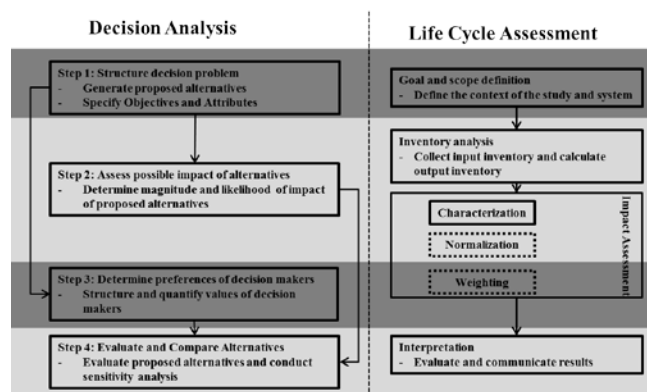 Decision Analysis
Step 1: Structure decision problem
- Generate proposed alternatives
- Specify Objectives and Attributes
Step 2: Assess possible impact of alternatives
- Determine magnitude and likelihood of impact
of proposed alternatives
Step 3: Determine preferences of decision makers
- Structure and quantify values of decision
makers
Step 4: Evaluate and Compare Alternatives
- Evaluate proposed alternatives and conduct
sensitivity analysis
Life Cycle Assessment
Goal and scope definition
- Define the context of the study and system
Inventory analysis
- Collect input inventory and calculate
output inventory
Impact Assessment
Characterization
Normalization
Weighting
Interpretation
- Evaluate and communicate results